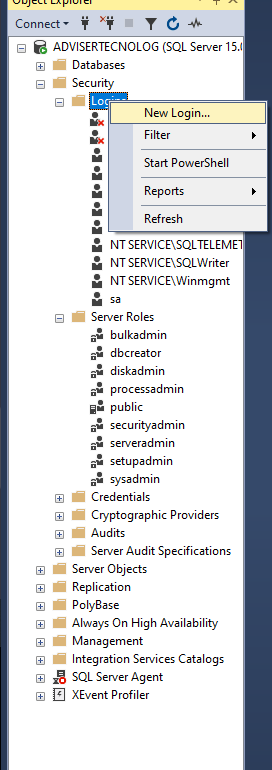 Object Explorer
Connect
ADVISERTECNOLOG (SQL Server 15.0
Databases
Security
Logins
New Login...
Filter
Start PowerShell
Reports
Refresh
NT SERVICE\SQLTELEMET
NT SERVICE\SQLWriter
NT SERVICE\Winmgmt
sa
Server Roles
bulkadmin
dbcreator
diskadmin
processadmin
public
securityadmin
serveradmin
setupadmin
sysadmin
Credentials
Cryptographic Providers
Audits
Server Audit Specifications
Server Objects
Replication
PolyBase
Always On High Availability
Management
Integration Services Catalogs
SQL Server Agent
XEvent Profiler